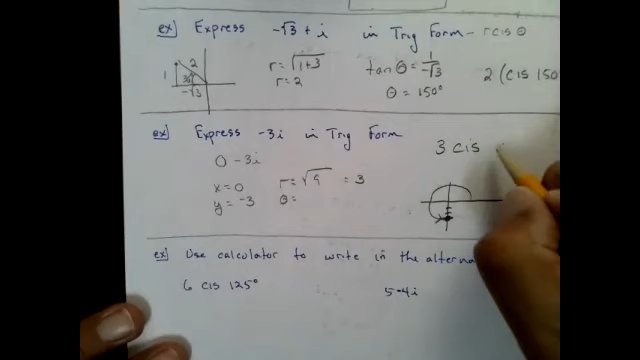 ex) Express -√3 + i in Trig Form - r cis θ
2
1
30°
-√3
r = √1+3
r = 2
tan θ = 1/-√3
θ = 150°
2 (cis 150
ex) Express -3i in Trig Form
0 - 3i
x = 0
y = -3
r = √9 = 3
θ =
3 cis
ex) Use calculator to write in the alterna
6 cis 125°
5-4i